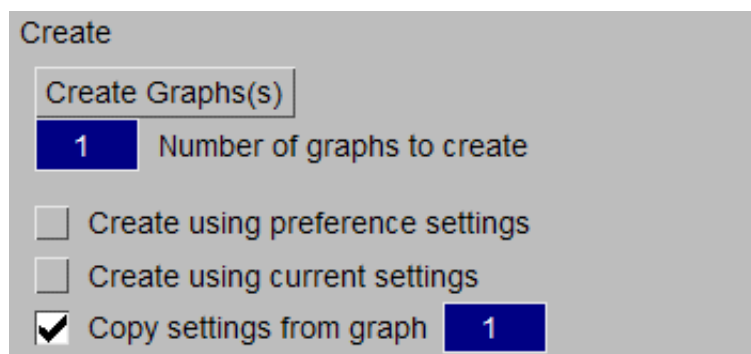 Create
Create Graphs(s)
1 Number of graphs to create
Create using preference settings
Create using current settings
Copy settings from graph 1